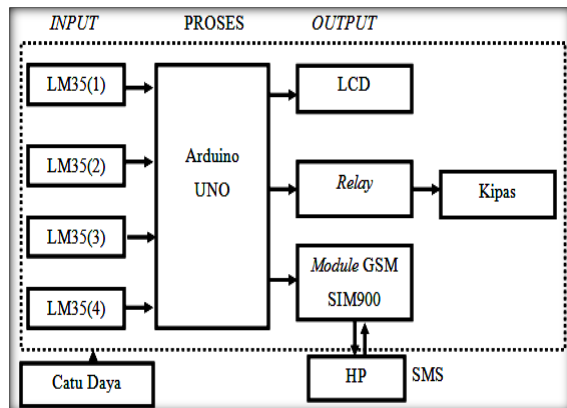 INPUT PROSES OUTPUT
LM35(1)
LM35(2)
LM35(3)
LM35(4)
Arduino
UNO
LCD
Relay
Kipas
Module GSM
SIM900
Catu Daya
HP
SMS